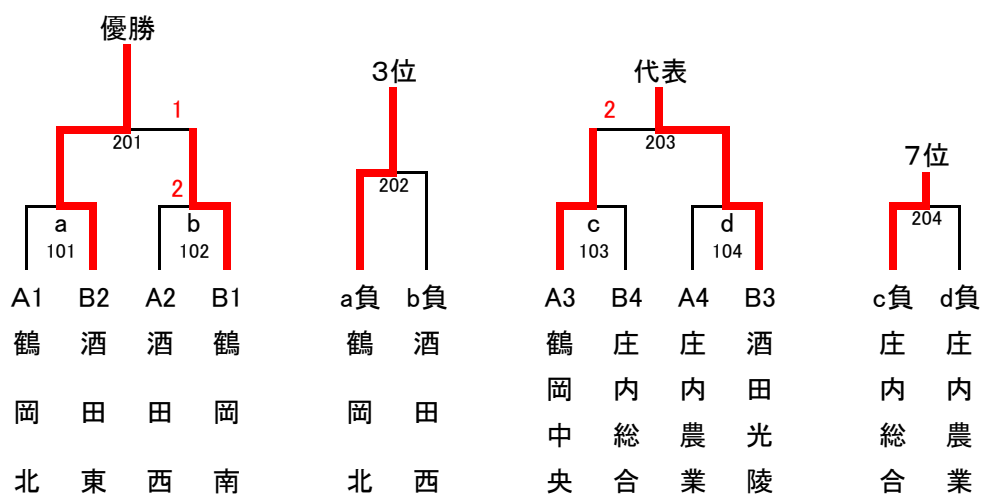 優勝
3位
代表
7位
1
2
201
203
202
204
2
a
b
c
d
101
102
103
104
A1
B2
A2
B1
a負
b負
A3
B4
A4
B3
c負
d負
鶴岡北
酒田東
酒田西
鶴岡南
鶴岡北
酒田西
鶴岡中央
庄内総合
庄内農業
酒田光陵
庄内総合
庄内農業